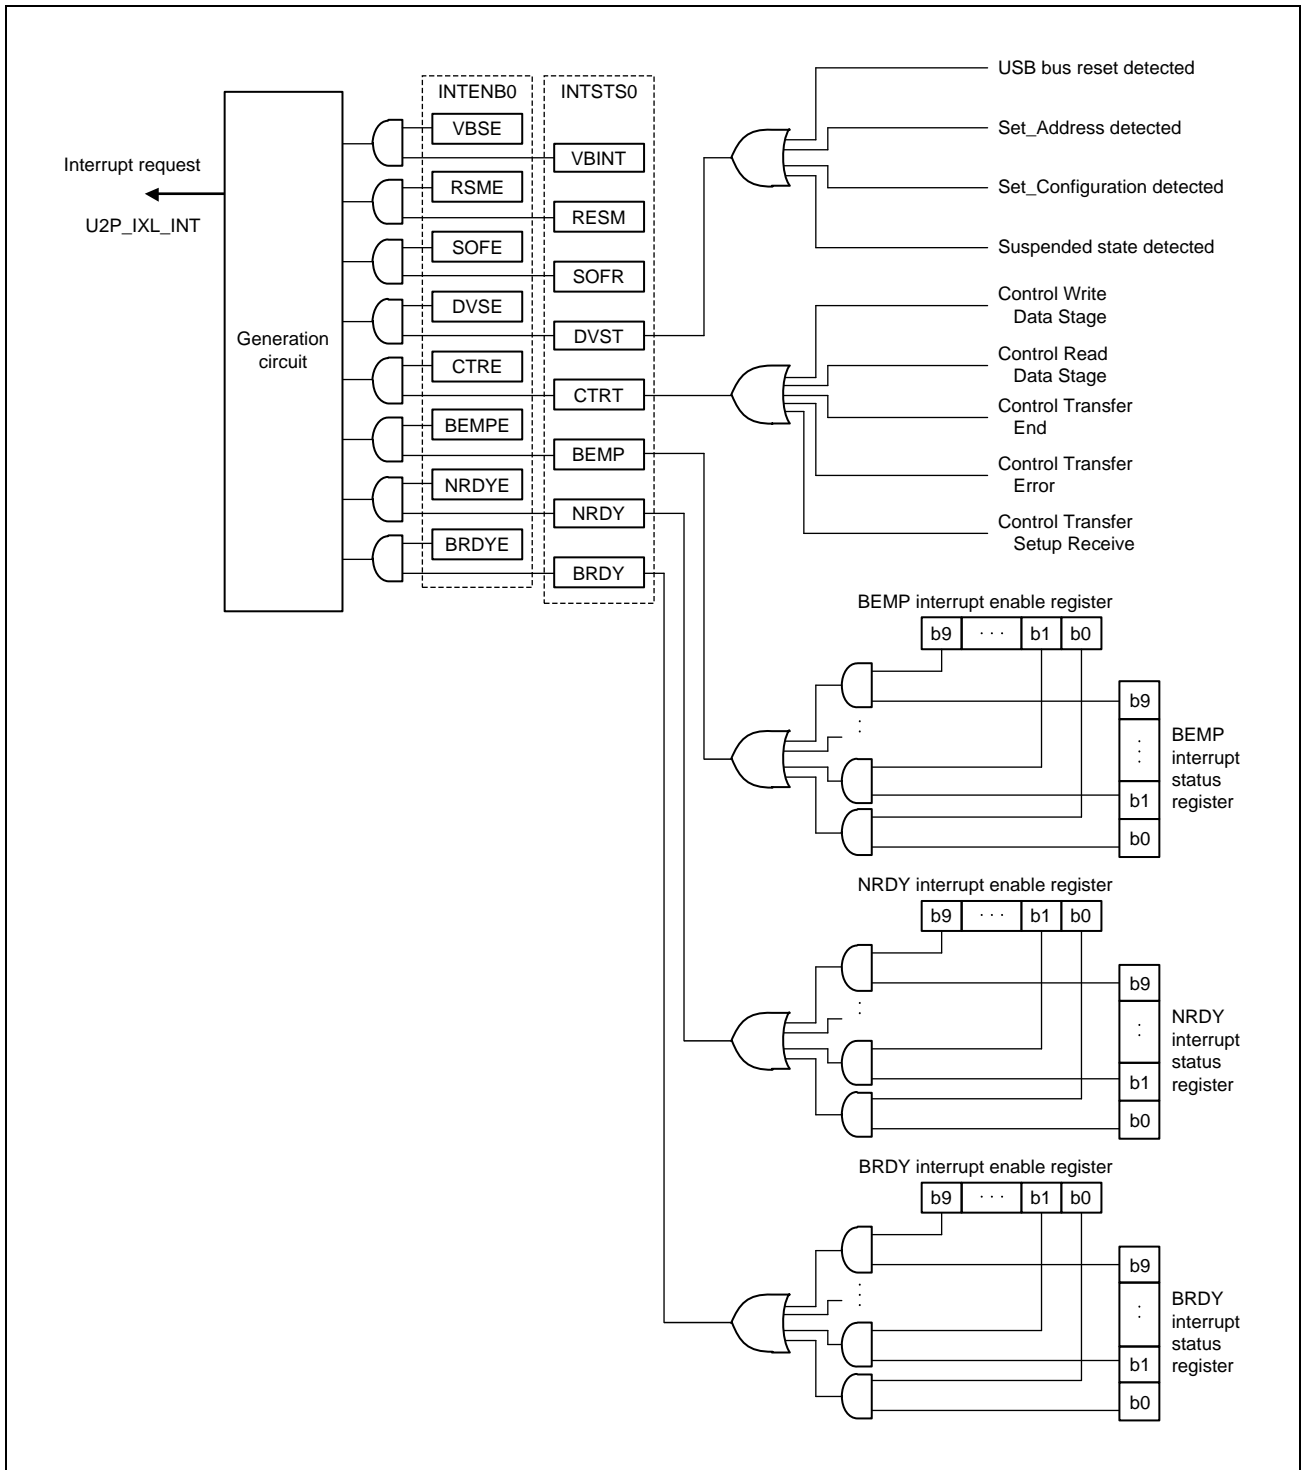 USB bus reset detected
INTENB0
INTSTS0
VBSE
Set_Address detected
VBINT
Interrupt request
RSME
Set_Configuration detected
U2P_IXL_INT
RESM
SOFE
Suspended state detected
SOFR
Control Write
Data Stage
DVSE
Generation
circuit
DVST
Control Read
Data Stage
CTRE
CTRT
Control Transfer
End
BEMPE
BEMP
Control Transfer
Error
NRDYE
NRDY
Control Transfer
Setup Receive
BRDYE
BRDY
BEMP interrupt enable register
b9 · · · b1 b0
b9
BEMP
interrupt
status
register
b1
b0
NRDY interrupt enable register
b9 · · · b1 b0
b9
NRDY
interrupt
status
register
b1
b0
BRDY interrupt enable register
b9 · · · b1 b0
b9
BRDY
interrupt
status
register
b1
b0